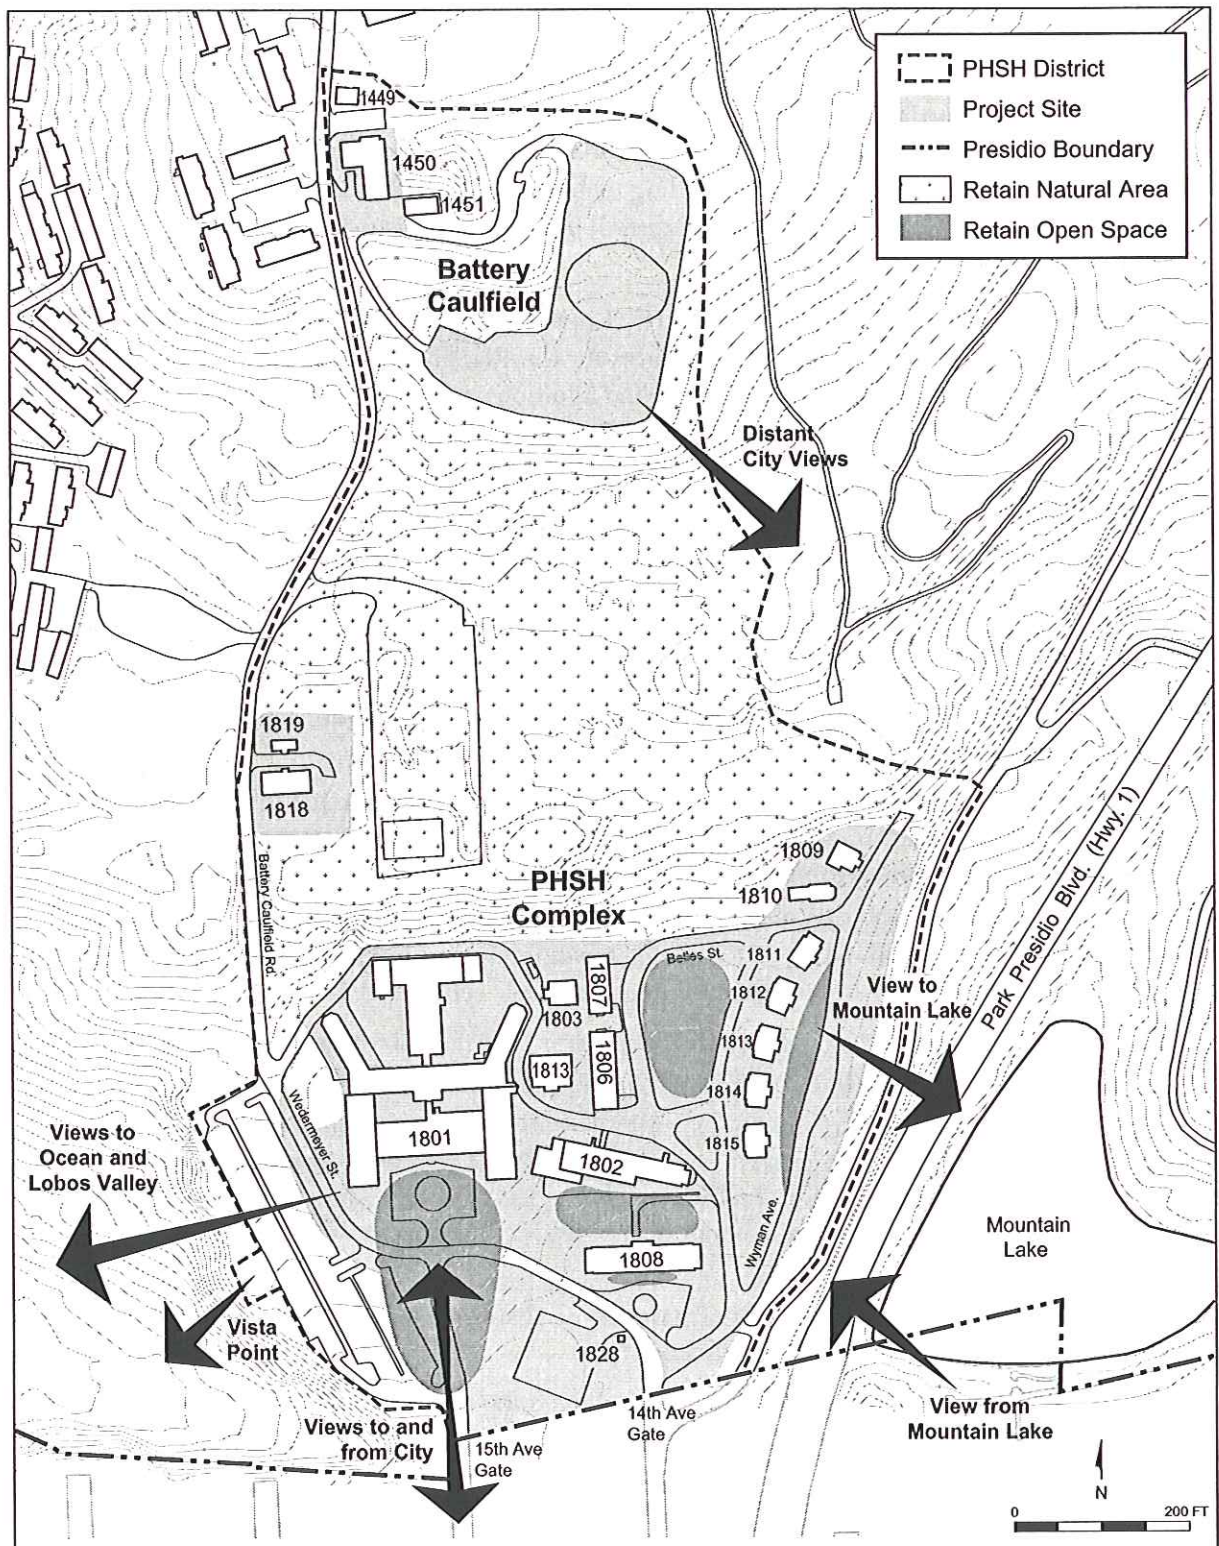 PHSH District
Project Site
Presidio Boundary
Retain Natural Area
Retain Open Space
1449
1450
1451
Battery
Caulfield
Distant
City Views
1819
1818
Battery Caulfield Rd.
PHSH
Complex
1809
1810
Park Presidio Blvd. (Hwy. 1)
Belles St.
1811
1807
1803
1812
View to
Mountain Lake
1813
1806
1813
1814
Wedermeyer St.
1801
1815
1802
Views to
Ocean and
Lobos Valley
Wyman Ave.
Mountain
Lake
1808
Vista
Point
1828
View from
Mountain Lake
14th Ave
Gate
Views to and
from City
15th Ave
Gate
N
0 200 FT